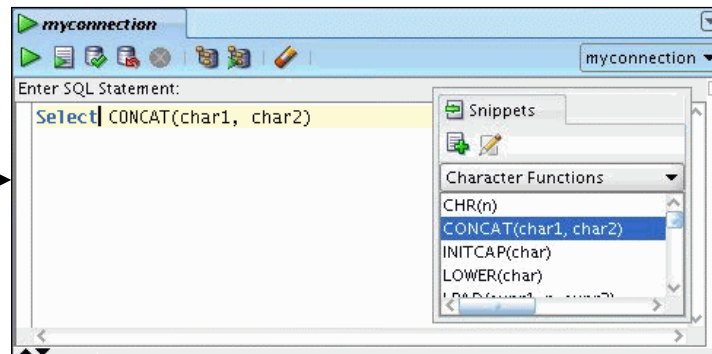 myconnection
myconnection
Enter SQL Statement:
Select CONCAT(char1, char2)
Snippets
Character Functions
CHR(n)
CONCAT(char1, char2)
INITCAP(char)
LOWER(char)